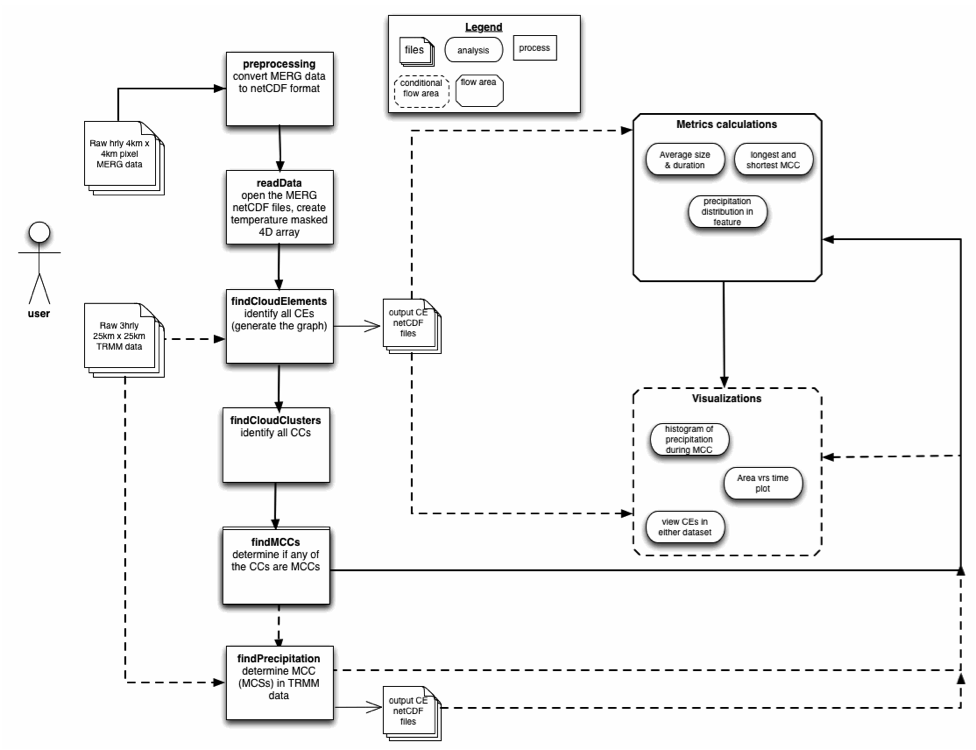 Legend
files
analysis
process
conditional
flow area
flow area
preprocessing
convert MERG data
to netCDF format
Raw hrly 4km x
4km pixel
MERG data
readData
open the MERG
netCDF files, create
temperature masked
4D array
user
findCloudElements
identify all CEs
(generate the graph)
output CE
netCDF
files
Raw 3hrly
25km x 25km
TRMM data
findCloudClusters
identify all CCs
findMCCs
determine if any of
the CCs are MCCs
findPrecipitation
determine MCC
(MCSs) in TRMM
data
output CE
netCDF
files
Metrics calculations
Average size
& duration
longest and
shortest MCC
precipitation
distribution in
feature
Visualizations
histogram of
precipitation
during MCC
Area vrs time
plot
view CEs in
either dataset